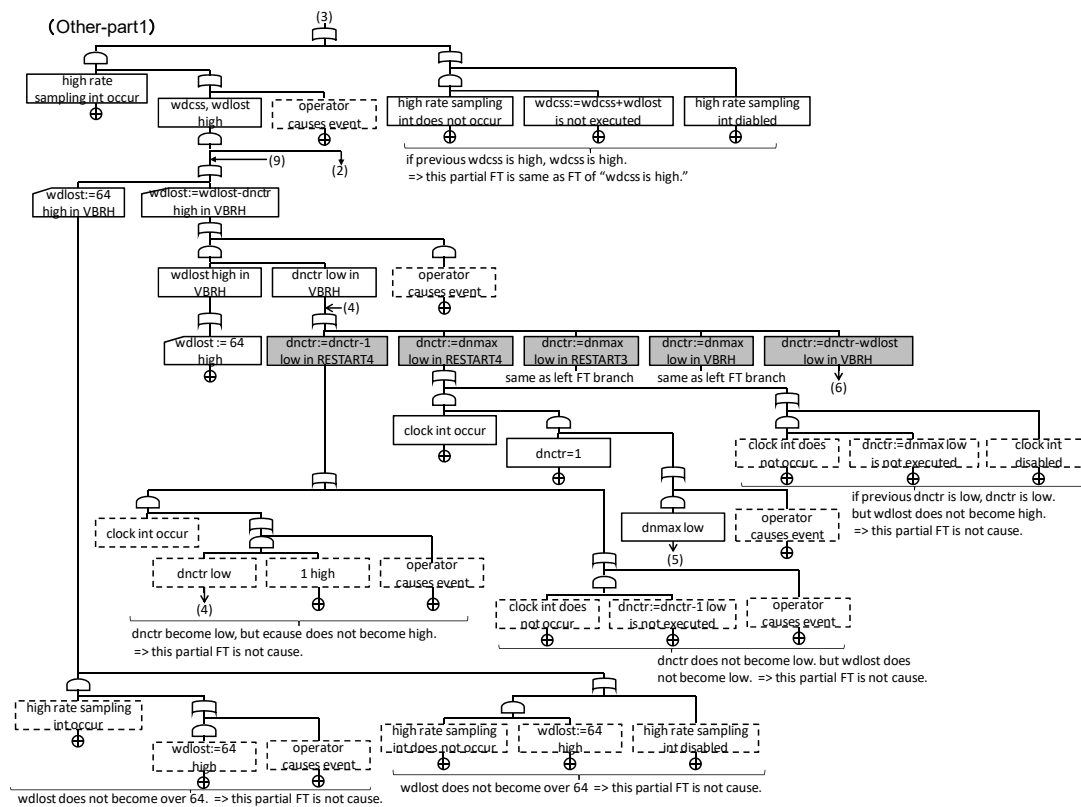 (3)
(Other-part1)
high rate
sampling int occur
wdcss, wdlost
high
operator
causes event
high rate sampling
int does not occur
wdcss:=wdcss+wdlost
is not executed
high rate sampling
int diabled
if previous wdcss is high, wdcss is high.
=> this partial FT is same as FT of “wdcss is high.”
(9)
(2)
wdlost:=64
high in VBRH
wdlost:=wdlost-dnctr
high in VBRH
wdlost high in
VBRH
dnctr low in
VBRH
operator
causes event
(4)
wdlost := 64
high
dnctr:=dnctr-1
low in RESTART4
dnctr:=dnmax
low in RESTART4
dnctr:=dnmax
low in RESTART3
dnctr:=dnmax
low in VBRH
dnctr:=dnctr-wdlost
low in VBRH
same as left FT branch
same as left FT branch
(6)
clock int occur
dnctr=1
clock int does
not occur
dnctr:=dnmax low
is not executed
clock int
disabled
if previous dnctr is low, dnctr is low.
but wdlost does not become high.
=> this partial FT is not cause.
dnmax low
operator
causes event
(5)
clock int occur
dnctr low
1 high
operator
causes event
(4)
dnctr become low, but ecause does not become high.
=> this partial FT is not cause.
clock int does
not occur
dnctr:=dnctr-1 low
is not executed
operator
causes event
dnctr does not become low. but wdlost does
not become low. => this partial FT is not cause.
high rate sampling
int occur
wdlost:=64
high
operator
causes event
wdlost does not become over 64. => this partial FT is not cause.
high rate sampling
int does not occur
wdlost:=64
high
high rate sampling
int disabled
wdlost does not become over 64 => this partial FT is not cause.